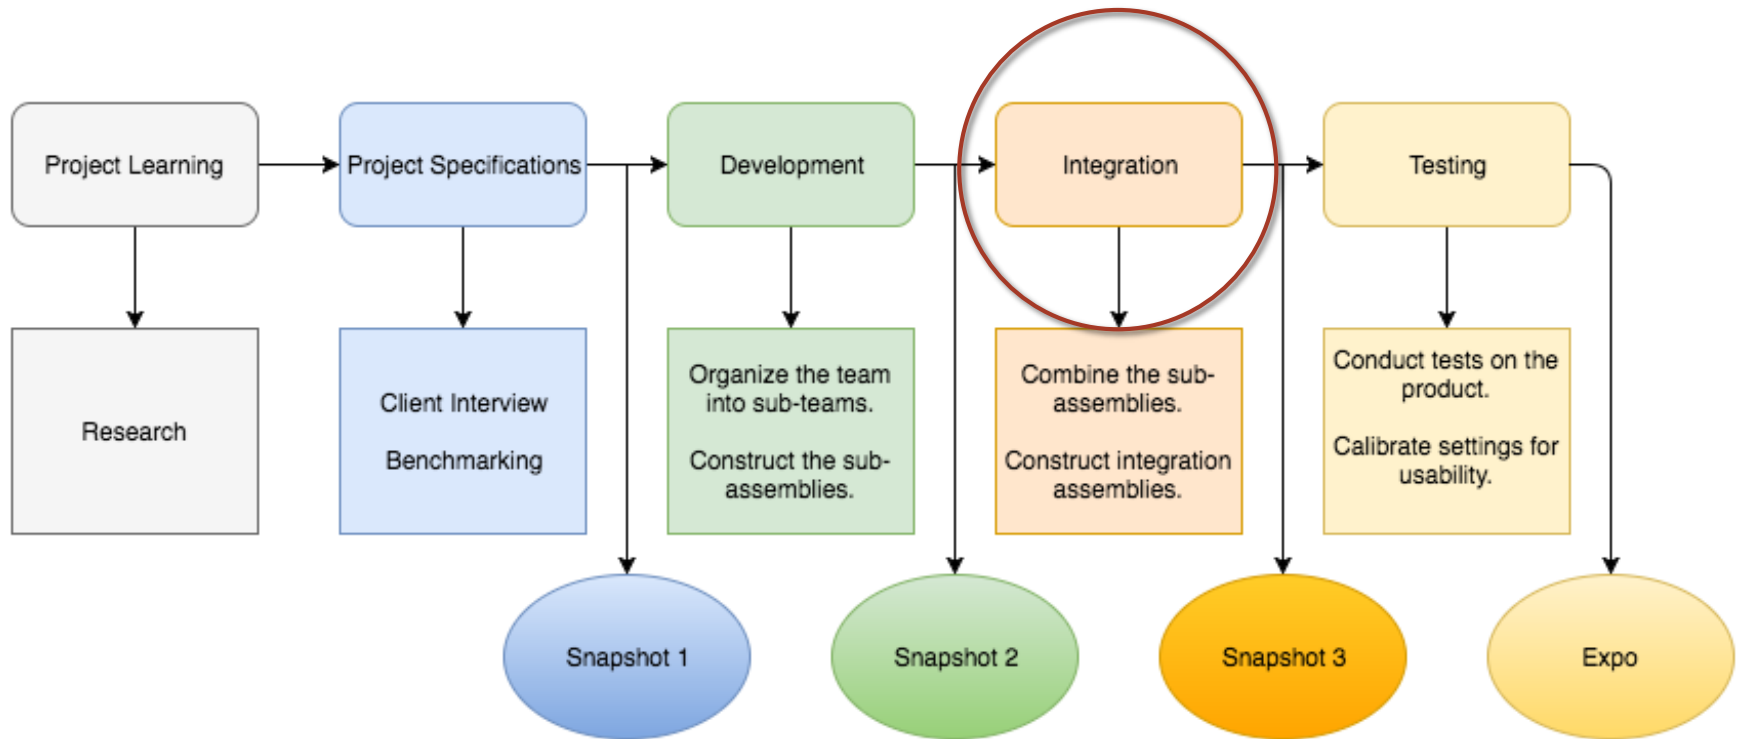 Project Learning
Project Specifications
Development
Integration
Testing
Research
Client Interview
Benchmarking
Organize the team
into sub-teams.
Construct the sub-
assemblies.
Combine the sub-
assemblies.
Construct integration
assemblies.
Conduct tests on the
product.
Calibrate settings for
usability.
Snapshot 1
Snapshot 2
Snapshot 3
Expo